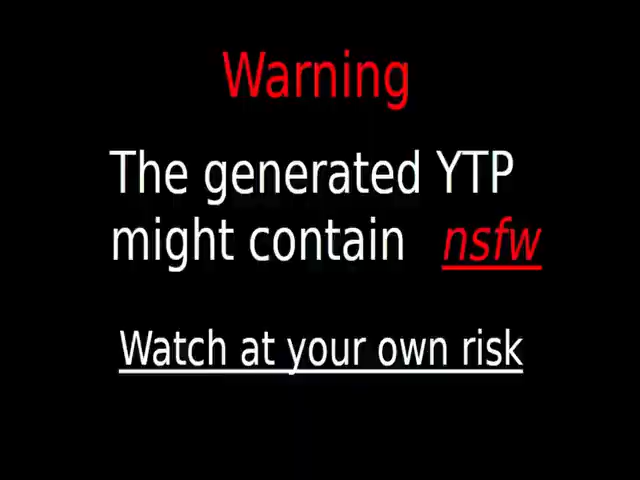 Warning
The generated YTP
might contain nsfw
Watch at your own risk